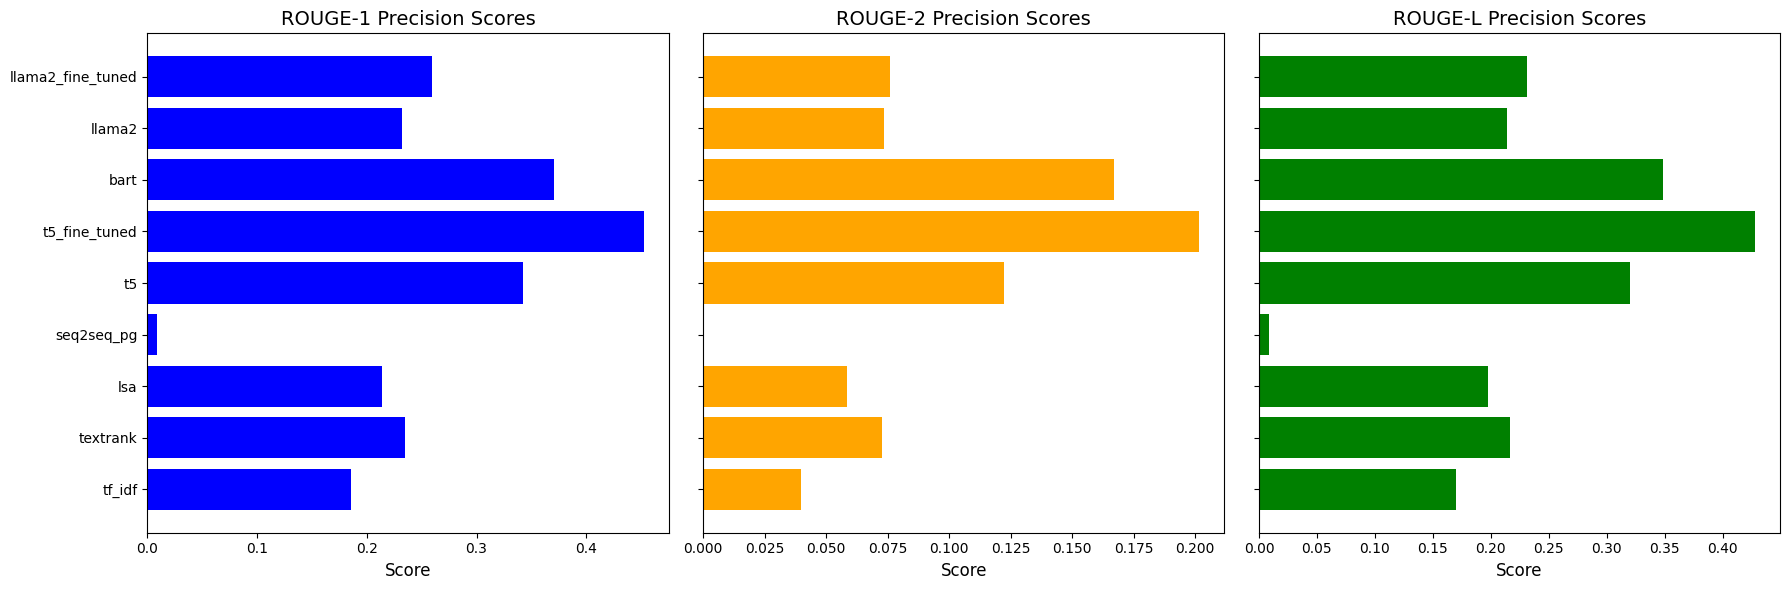 ROUGE-1 Precision Scores
llama2_fine_tuned
llama2
bart
t5_fine_tuned
t5
seq2seq_pg
lsa
textrank
tf_idf
0.0 0.1 0.2 0.3 0.4
Score
ROUGE-2 Precision Scores
0.000 0.025 0.050 0.075 0.100 0.125 0.150 0.175 0.200
Score
ROUGE-L Precision Scores
0.00 0.05 0.10 0.15 0.20 0.25 0.30 0.35 0.40
Score